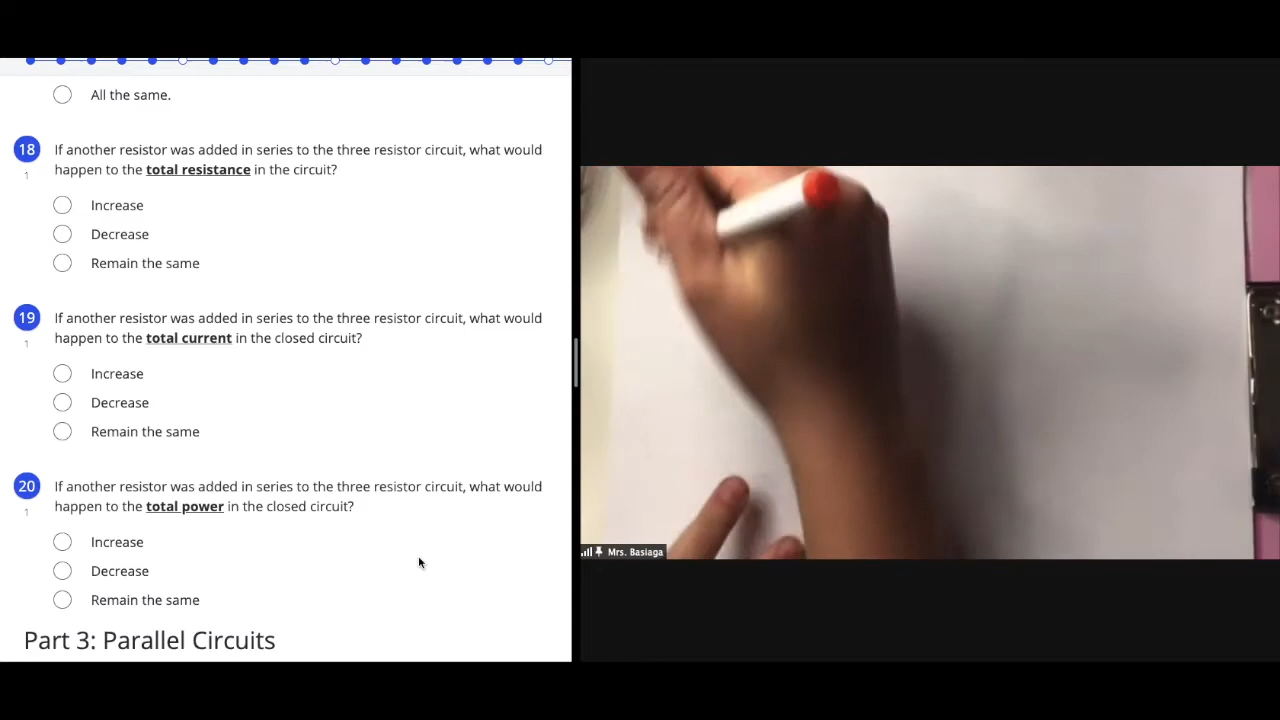 All the same.
18
If another resistor was added in series to the three resistor circuit, what would
1
happen to the total resistance in the circuit?
Increase
Decrease
Remain the same
19
If another resistor was added in series to the three resistor circuit, what would
1
happen to the total current in the closed circuit?
Increase
Decrease
Remain the same
20
If another resistor was added in series to the three resistor circuit, what would
1
happen to the total power in the closed circuit?
Increase
Decrease
Remain the same
Part 3: Parallel Circuits
Mrs. Basiaga